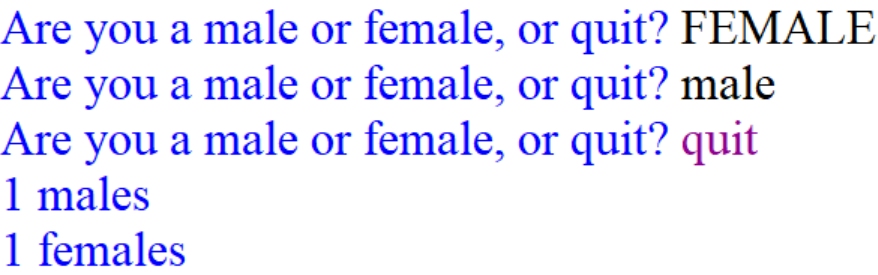 Are you a male or female, or quit? FEMALE
Are you a male or female, or quit? male
Are you a male or female, or quit? quit
1 males
1 females